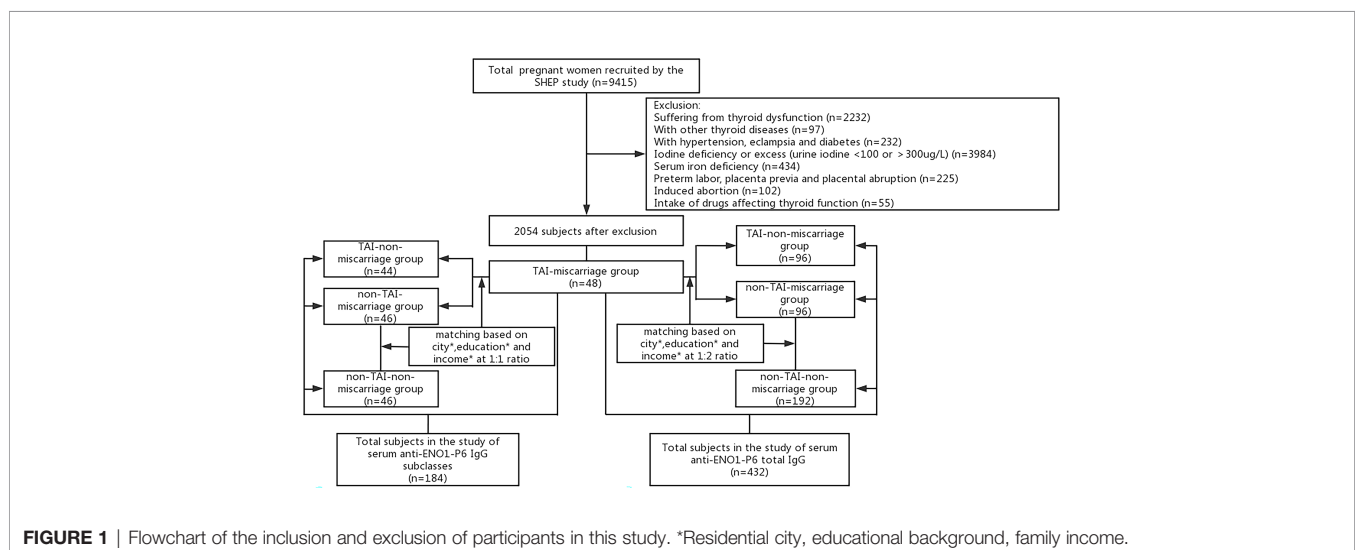 Total pregnant women recruited by the
SHEP study (n=9415)
Exclusion:
Suffering from thyroid dysfunction (n=2232)
With other thyroid diseases (n=97)
With hypertension, eclampsia and diabetes (n=232)
Iodine deficiency or excess (urine iodine <100 or >300ug/L) (n=3984)
Serum iron deficiency (n=434)
Preterm labor, placenta previa and placental abruption (n=225)
Induced abortion (n=102)
Intake of drugs affecting thyroid function (n=55)
2054 subjects after exclusion
TAI-non-
miscarriage group
(n=44)
TAI-miscarriage group
(n=48)
TAI-non-miscarriage
group
(n=96)
non-TAI-
miscarriage group
(n=46)
non-TAI-miscarriage
group
(n=96)
matching based on
city*,education* and
income* at 1:1 ratio
matching based on
city*,education* and
income* at 1:2 ratio
non-TAI-non-
miscarriage group
(n=46)
non-TAI-non-
miscarriage group
(n=192)
Total subjects in the study of
serum anti-ENO1-P6 IgG
subclasses
(n=184)
Total subjects in the study of serum
anti-ENO1-P6 total IgG
(n=432)
FIGURE 1 | Flowchart of the inclusion and exclusion of participants in this study. *Residential city, educational background, family income.